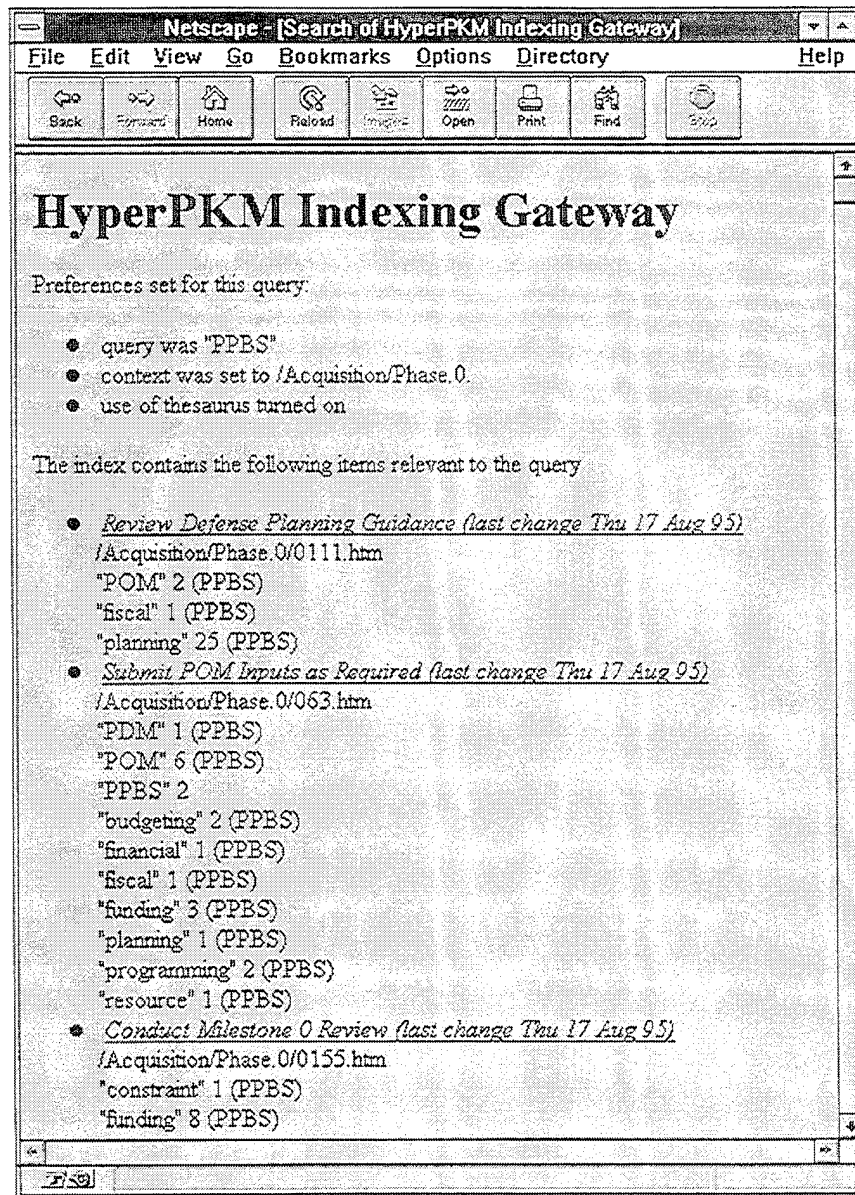 Netscape - [Search of HyperPKM Indexing Gateway]
File Edit View Go Bookmarks Options Directory Help
Back Forward Home Reload Images Open Print Find Stop
HyperPKM Indexing Gateway
Preferences set for this query:
query was "PPBS"
context was set to /Acquisition/Phase.0.
use of thesaurus turned on
The index contains the following items relevant to the query
Review Defense Planning Guidance (last change Thu 17 Aug 95)
/Acquisition/Phase.0/0111.htm
"POM" 2 (PPBS)
"fiscal" 1 (PPBS)
"planning" 25 (PPBS)
Submit POM Inputs as Required (last change Thu 17 Aug 95)
/Acquisition/Phase.0/063.htm
"PDM" 1 (PPBS)
"POM" 6 (PPBS)
"PPBS" 2
"budgeting" 2 (PPBS)
"financial" 1 (PPBS)
"fiscal" 1 (PPBS)
"funding" 3 (PPBS)
"planning" 1 (PPBS)
"programming" 2 (PPBS)
"resource" 1 (PPBS)
Conduct Milestone 0 Review (last change Thu 17 Aug 95)
/Acquisition/Phase.0/0155.htm
"constraint" 1 (PPBS)
"funding" 8 (PPBS)